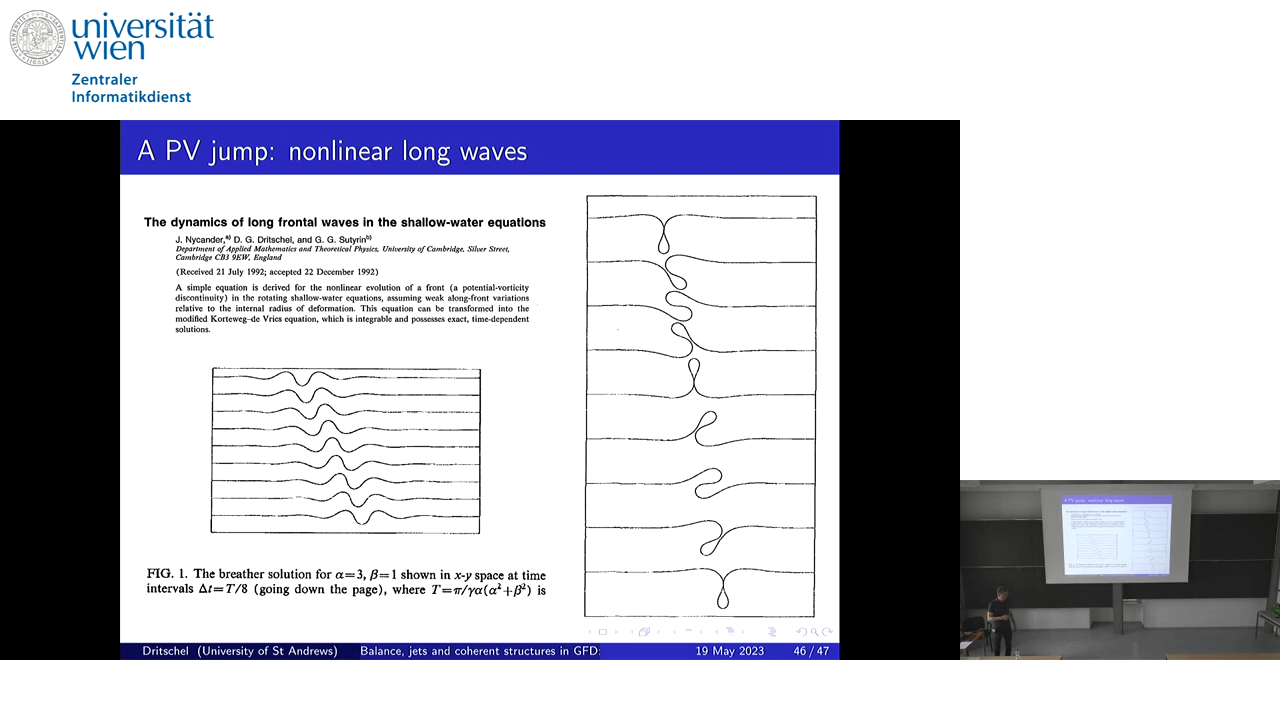 universität
wien
Zentraler
Informatikdienst
A PV jump: nonlinear long waves
The dynamics of long frontal waves in the shallow-water equations
J. Nycander,a) D. G. Dritschel, and G. G. Sutyrinb)
Department of Applied Mathematics and Theoretical Physics, University of Cambridge, Silver Street,
Cambridge CB3 9EW, England
(Received 21 July 1992; accepted 22 December 1992)
A simple equation is derived for the nonlinear evolution of a front (a potential-vorticity
discontinuity) in the rotating shallow-water equations, assuming weak along-front variations
relative to the internal radius of deformation. This equation can be transformed into the
modified Korteweg–de Vries equation, which is integrable and possesses exact, time-dependent
solutions.
FIG. 1. The breather solution for α=3, β=1 shown in x-y space at time
intervals Δt=T/8 (going down the page), where T=π/γα(α²+β²) is
Dritschel (University of St Andrews) Balance, jets and coherent structures in GFD: 19 May 2023 46 / 47
A PV jump: nonlinear long waves